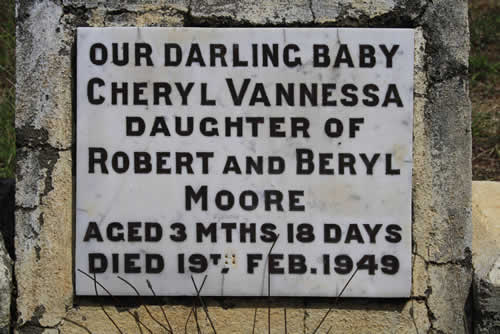 OUR DARLING BABY
CHERYL VANNESSA
DAUGHTER OF
ROBERT AND BERYL
MOORE
AGED 3 MTHS 18 DAYS
DIED 19TH FEB. 1949